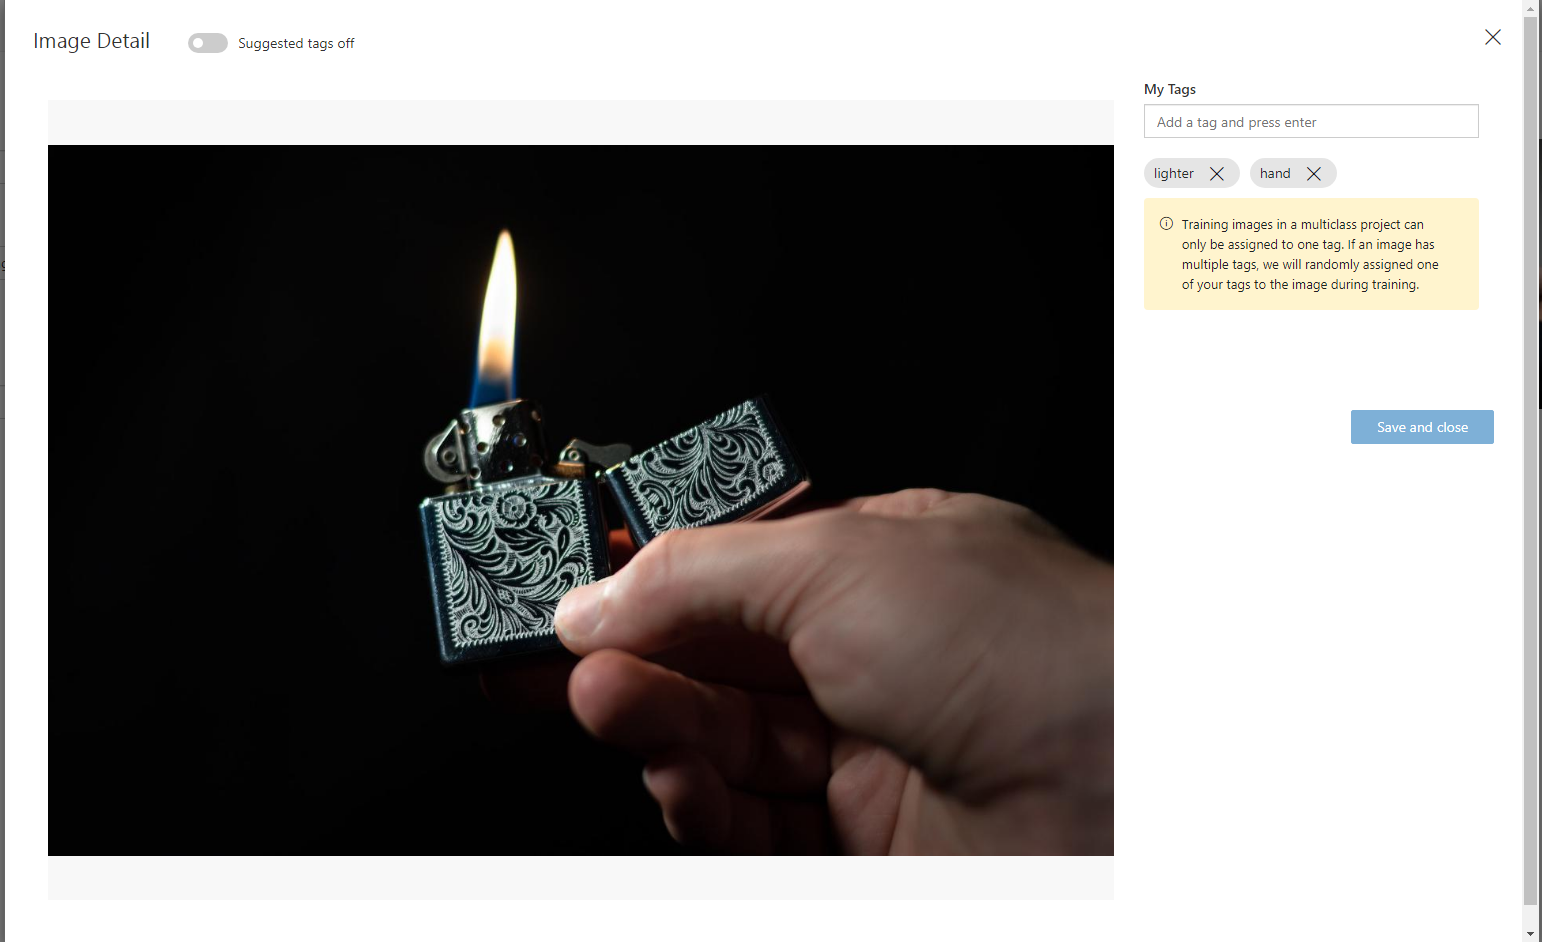 Image Detail
Suggested tags off
My Tags
Add a tag and press enter
lighter
hand
Training images in a multiclass project can
only be assigned to one tag. If an image has
multiple tags, we will randomly assigned one
of your tags to the image during training.
Save and close